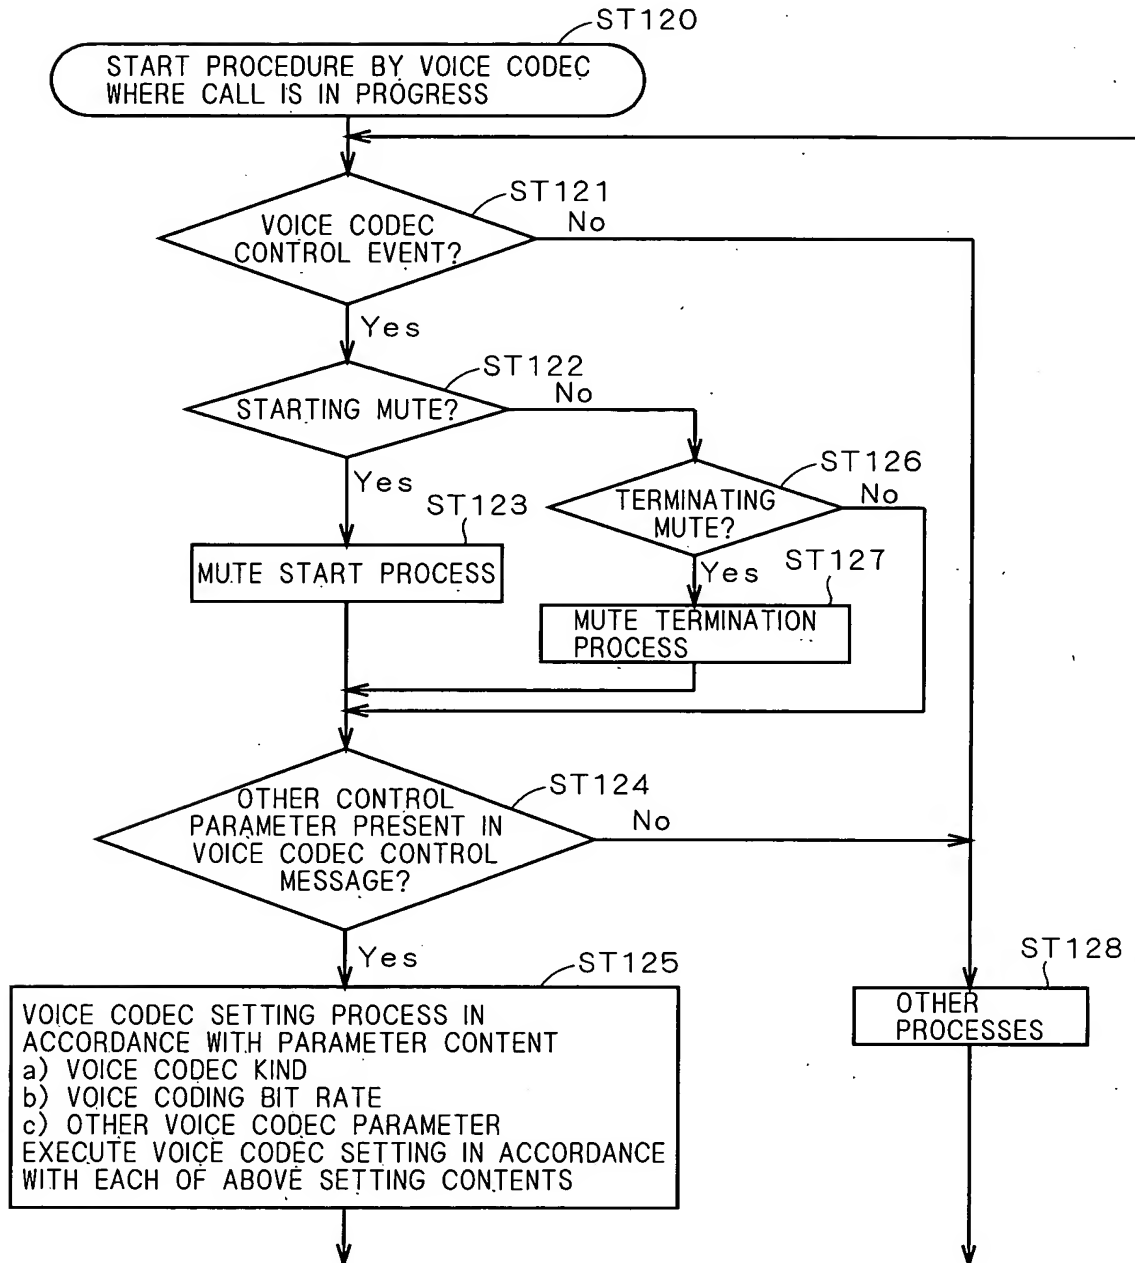 ST120
START PROCEDURE BY VOICE CODEC
WHERE CALL IS IN PROGRESS
ST121
VOICE CODEC
CONTROL EVENT?
No
Yes
ST122
STARTING MUTE?
No
Yes
ST126
TERMINATING
MUTE?
No
Yes
ST123
MUTE START PROCESS
ST127
MUTE TERMINATION
PROCESS
ST124
OTHER CONTROL
PARAMETER PRESENT IN
VOICE CODEC CONTROL
MESSAGE?
No
Yes
ST125
VOICE CODEC SETTING PROCESS IN
ACCORDANCE WITH PARAMETER CONTENT
a) VOICE CODEC KIND
b) VOICE CODING BIT RATE
c) OTHER VOICE CODEC PARAMETER
EXECUTE VOICE CODEC SETTING IN ACCORDANCE
WITH EACH OF ABOVE SETTING CONTENTS
ST128
OTHER
PROCESSES